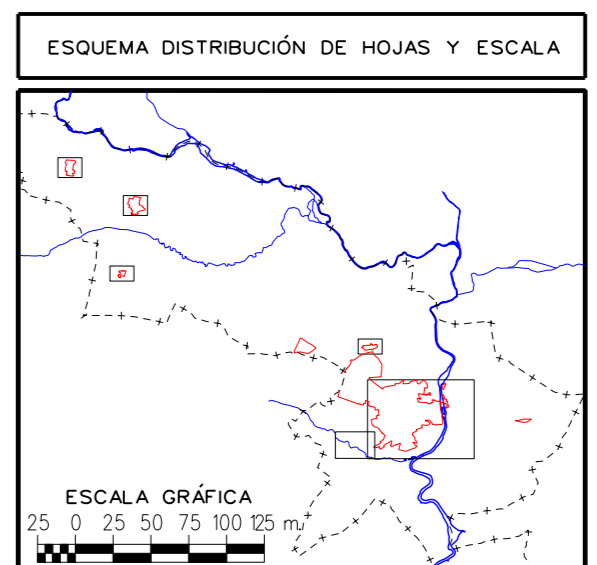 ESQUEMA DISTRIBUCIÓN DE HOJAS Y ESCALA
ESCALA GRÁFICA
25 0 25 50 75 100 125 m.